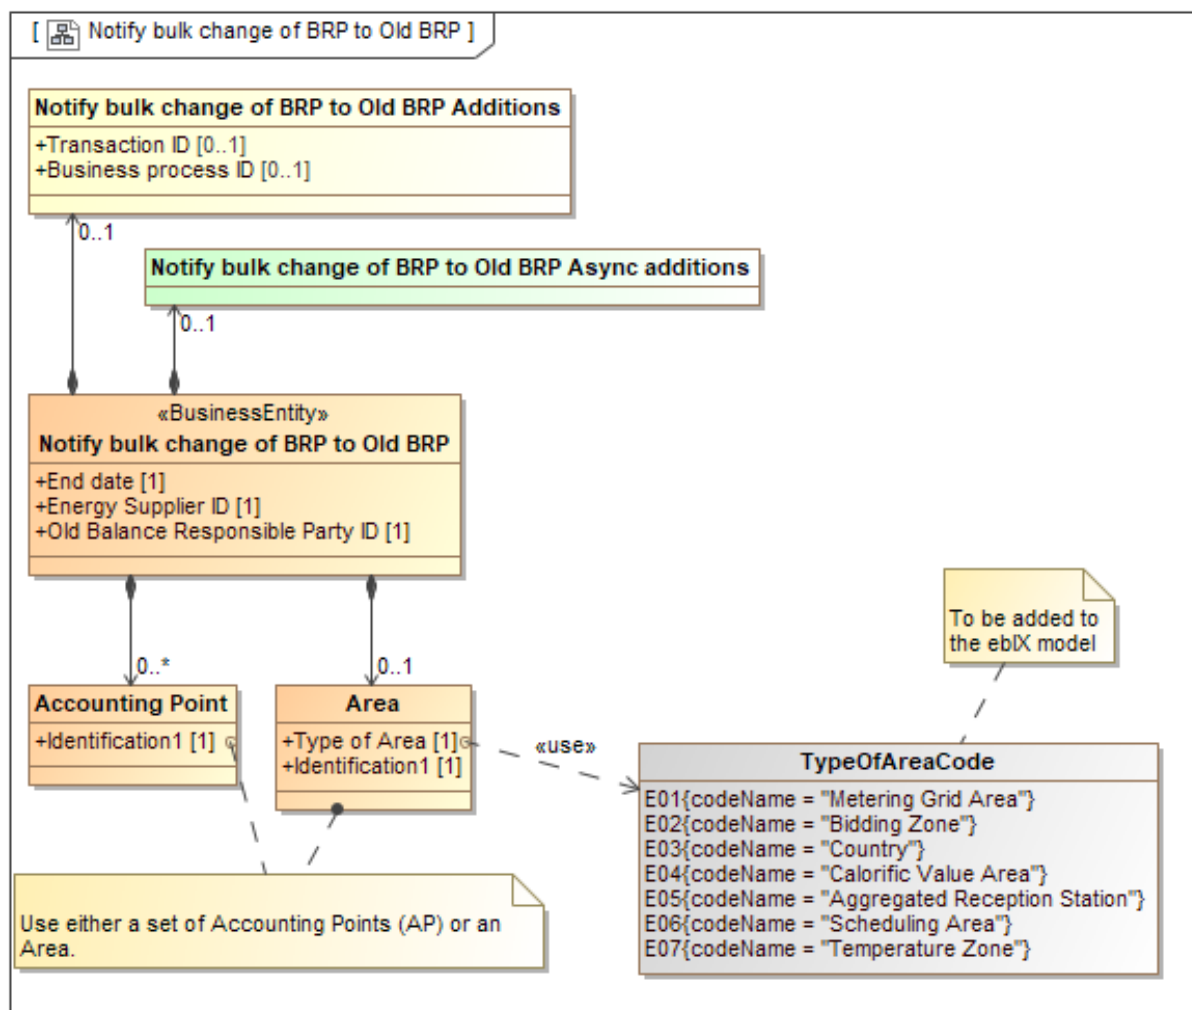 [ Notify bulk change of BRP to Old BRP ]
Notify bulk change of BRP to Old BRP Additions
+Transaction ID [0..1]
+Business process ID [0..1]
0..1
Notify bulk change of BRP to Old BRP Async additions
0..1
«BusinessEntity»
Notify bulk change of BRP to Old BRP
+End date [1]
+Energy Supplier ID [1]
+Old Balance Responsible Party ID [1]
To be added to
the ebIX model
0..*
0..1
Accounting Point
+Identification1 [1]
Area
+Type of Area [1]
+Identification1 [1]
«use»
TypeOfAreaCode
E01{codeName = "Metering Grid Area"}
E02{codeName = "Bidding Zone"}
E03{codeName = "Country"}
E04{codeName = "Calorific Value Area"}
E05{codeName = "Aggregated Reception Station"}
E06{codeName = "Scheduling Area"}
E07{codeName = "Temperature Zone"}
Use either a set of Accounting Points (AP) or an
Area.